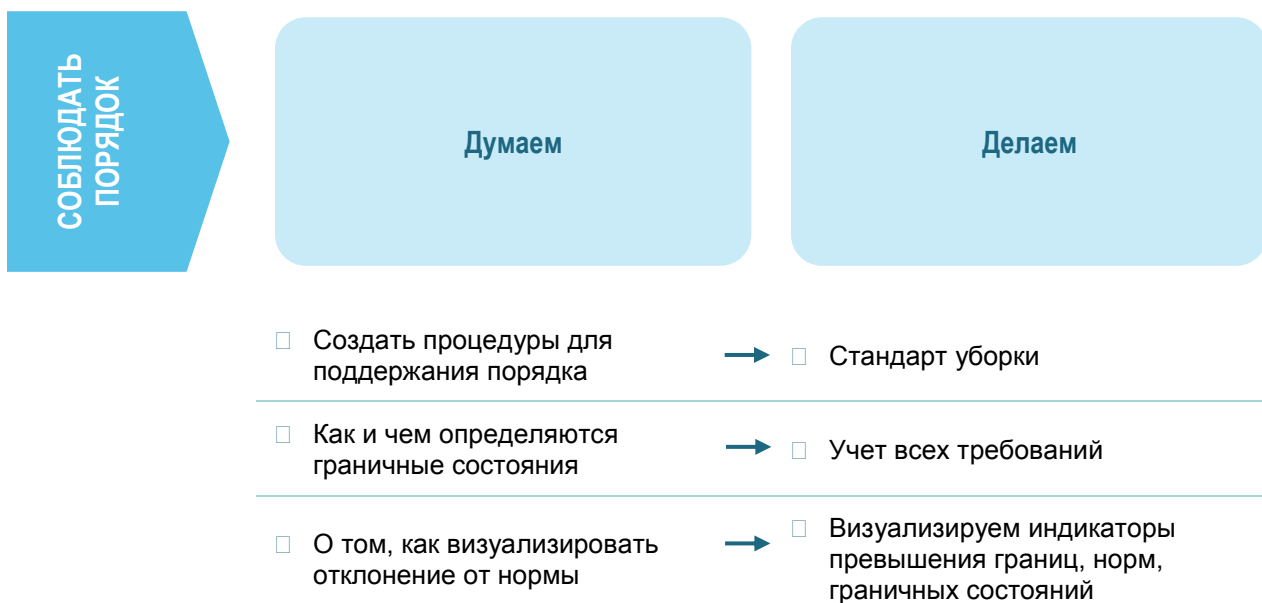 СОБЛЮДАТЬ
ПОРЯДОК
Думаем
Делаем
Создать процедуры для
поддержания порядка
Стандарт уборки
Как и чем определяются
граничные состояния
Учет всех требований
О том, как визуализировать
отклонение от нормы
Визуализируем индикаторы
превышения границ, норм,
граничных состояний